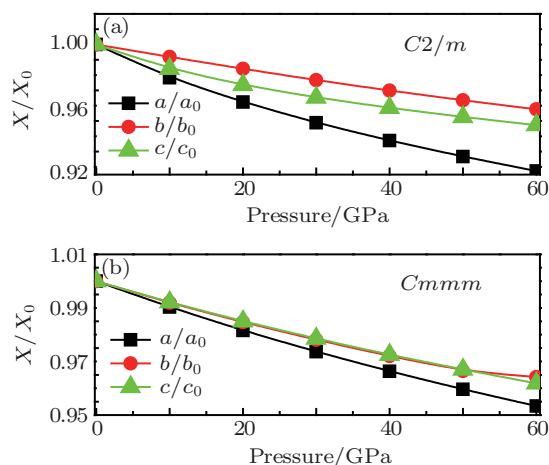 (a)
C2/m
1.00
0.96
0.92
X/X₀
a/a₀
b/b₀
c/c₀
0 20 40 60
Pressure/GPa
(b)
Cmmm
1.01
0.99
0.97
0.95
X/X₀
a/a₀
b/b₀
c/c₀
0 20 40 60
Pressure/GPa